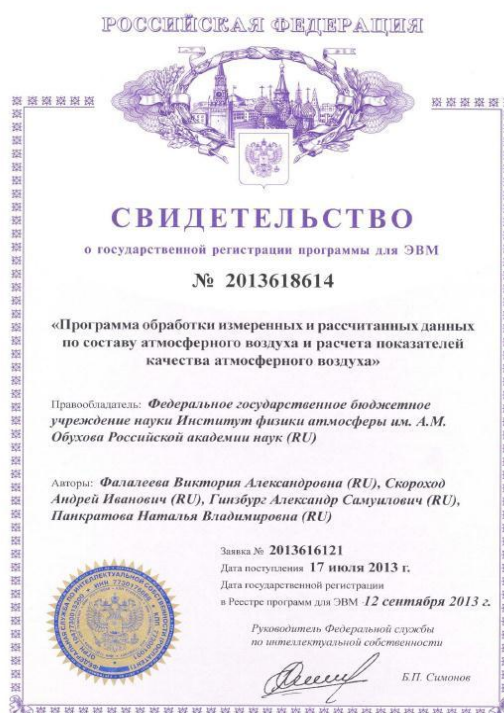 РОССИЙСКАЯ ФЕДЕРАЦИЯ
СВИДЕТЕЛЬСТВО
о государственной регистрации программы для ЭВМ
№ 2013618614
«Программа обработки измеренных и рассчитанных данных
по составу атмосферного воздуха и расчета показателей
качества атмосферного воздуха»
Правообладатель: Федеральное государственное бюджетное
учреждение науки Институт физики атмосферы им. А.М.
Обухова Российской академии наук (RU)
Авторы: Фалалеева Виктория Александровна (RU), Скороход
Андрей Иванович (RU), Гинзбург Александр Самуилович (RU),
Панкратова Наталья Владимировна (RU)
Заявка № 2013616121
Дата поступления 17 июля 2013 г.
Дата государственной регистрации
в Реестре программ для ЭВМ 12 сентября 2013 г.
Руководитель Федеральной службы
по интеллектуальной собственности
Б.П. Симонов